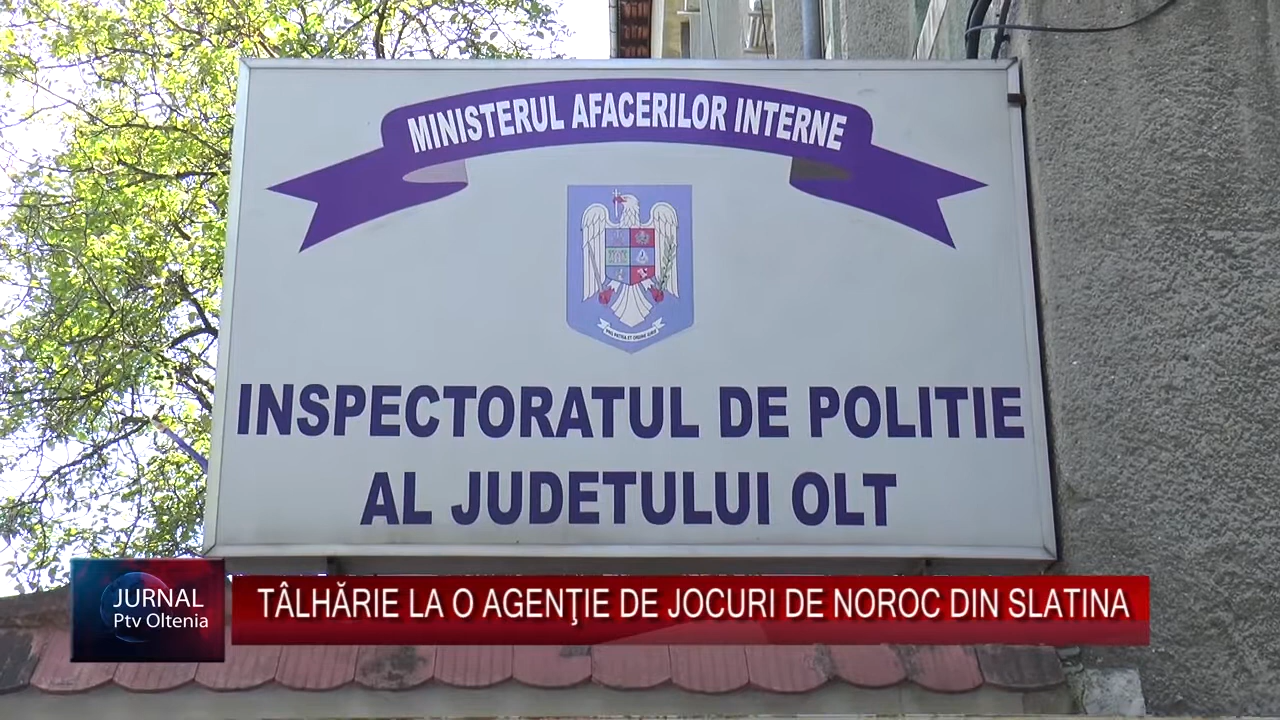 MINISTERUL AFACERILOR INTERNE
INSPECTORATUL DE POLITIE
AL JUDETULUI OLT
JURNAL
Ptv Oltenia
TÂLHĂRIE LA O AGENŢIE DE JOCURI DE NOROC DIN SLATINA